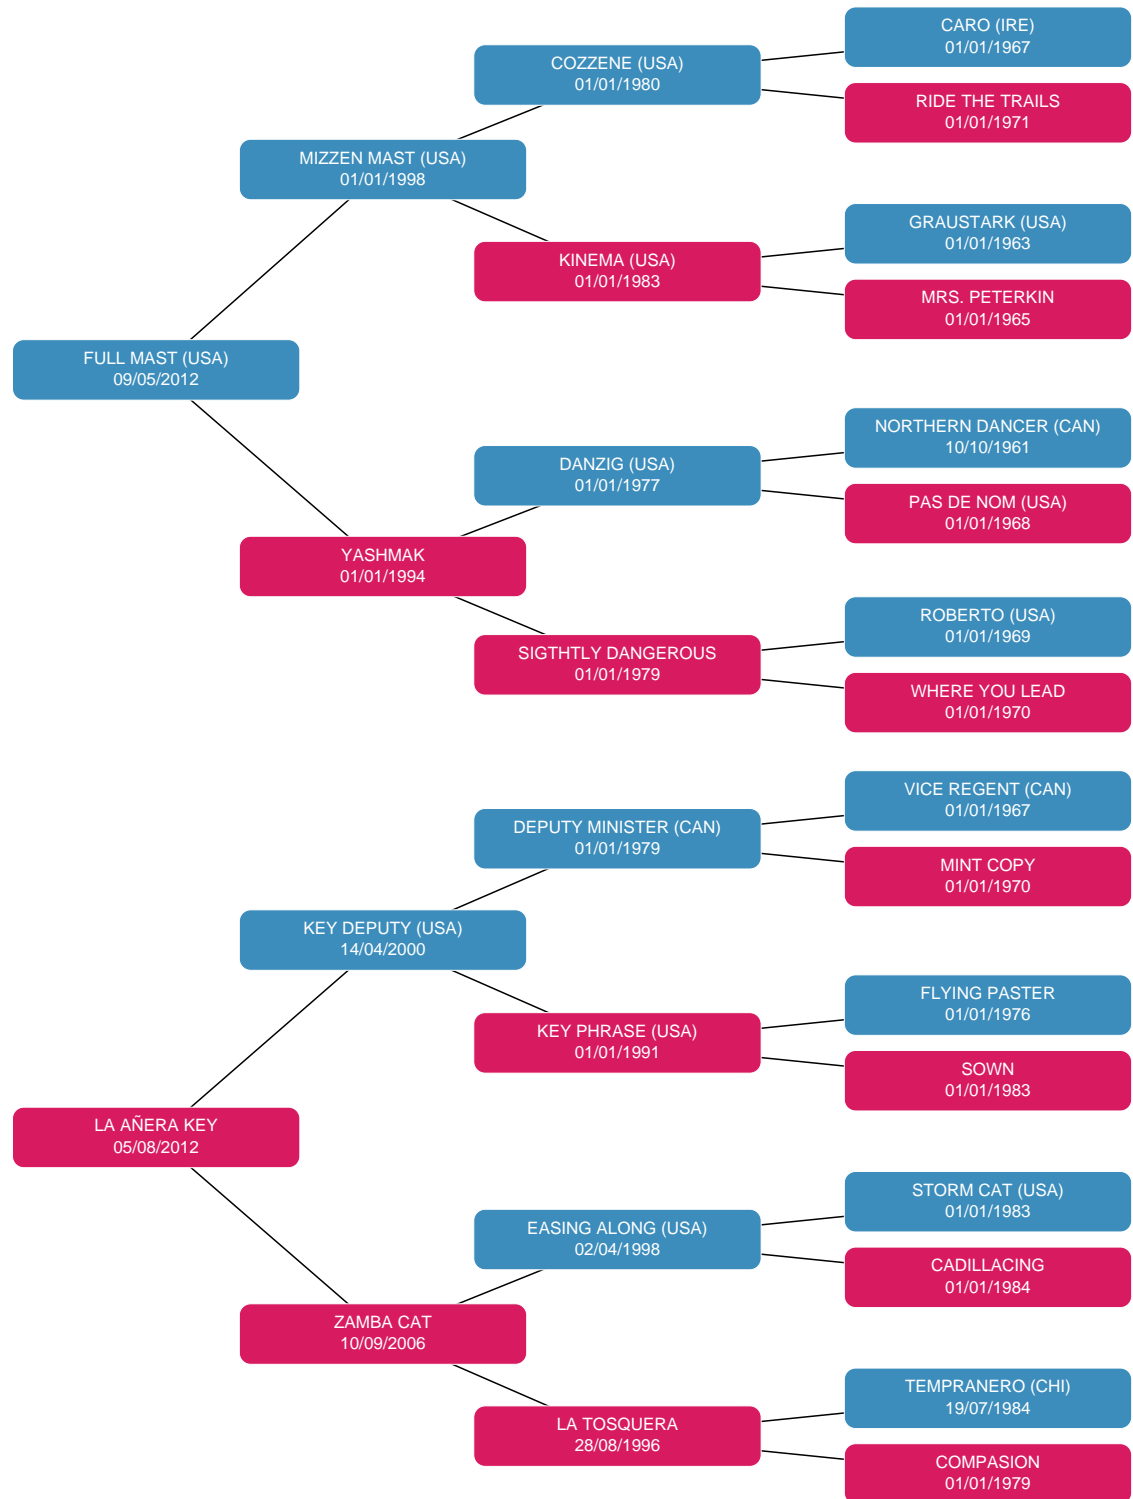 CARO (IRE)
01/01/1967
COZZENE (USA)
01/01/1980
RIDE THE TRAILS
01/01/1971
MIZZEN MAST (USA)
01/01/1998
GRAUSTARK (USA)
01/01/1963
KINEMA (USA)
01/01/1983
MRS. PETERKIN
01/01/1965
FULL MAST (USA)
09/05/2012
NORTHERN DANCER (CAN)
10/10/1961
DANZIG (USA)
01/01/1977
PAS DE NOM (USA)
01/01/1968
YASHMAK
01/01/1994
ROBERTO (USA)
01/01/1969
SIGTHTLY DANGEROUS
01/01/1979
WHERE YOU LEAD
01/01/1970
VICE REGENT (CAN)
01/01/1967
DEPUTY MINISTER (CAN)
01/01/1979
MINT COPY
01/01/1970
KEY DEPUTY (USA)
14/04/2000
FLYING PASTER
01/01/1976
KEY PHRASE (USA)
01/01/1991
SOWN
01/01/1983
LA AÑERA KEY
05/08/2012
STORM CAT (USA)
01/01/1983
EASING ALONG (USA)
02/04/1998
CADILLACING
01/01/1984
ZAMBA CAT
10/09/2006
TEMPRANERO (CHI)
19/07/1984
LA TOSQUERA
28/08/1996
COMPASION
01/01/1979